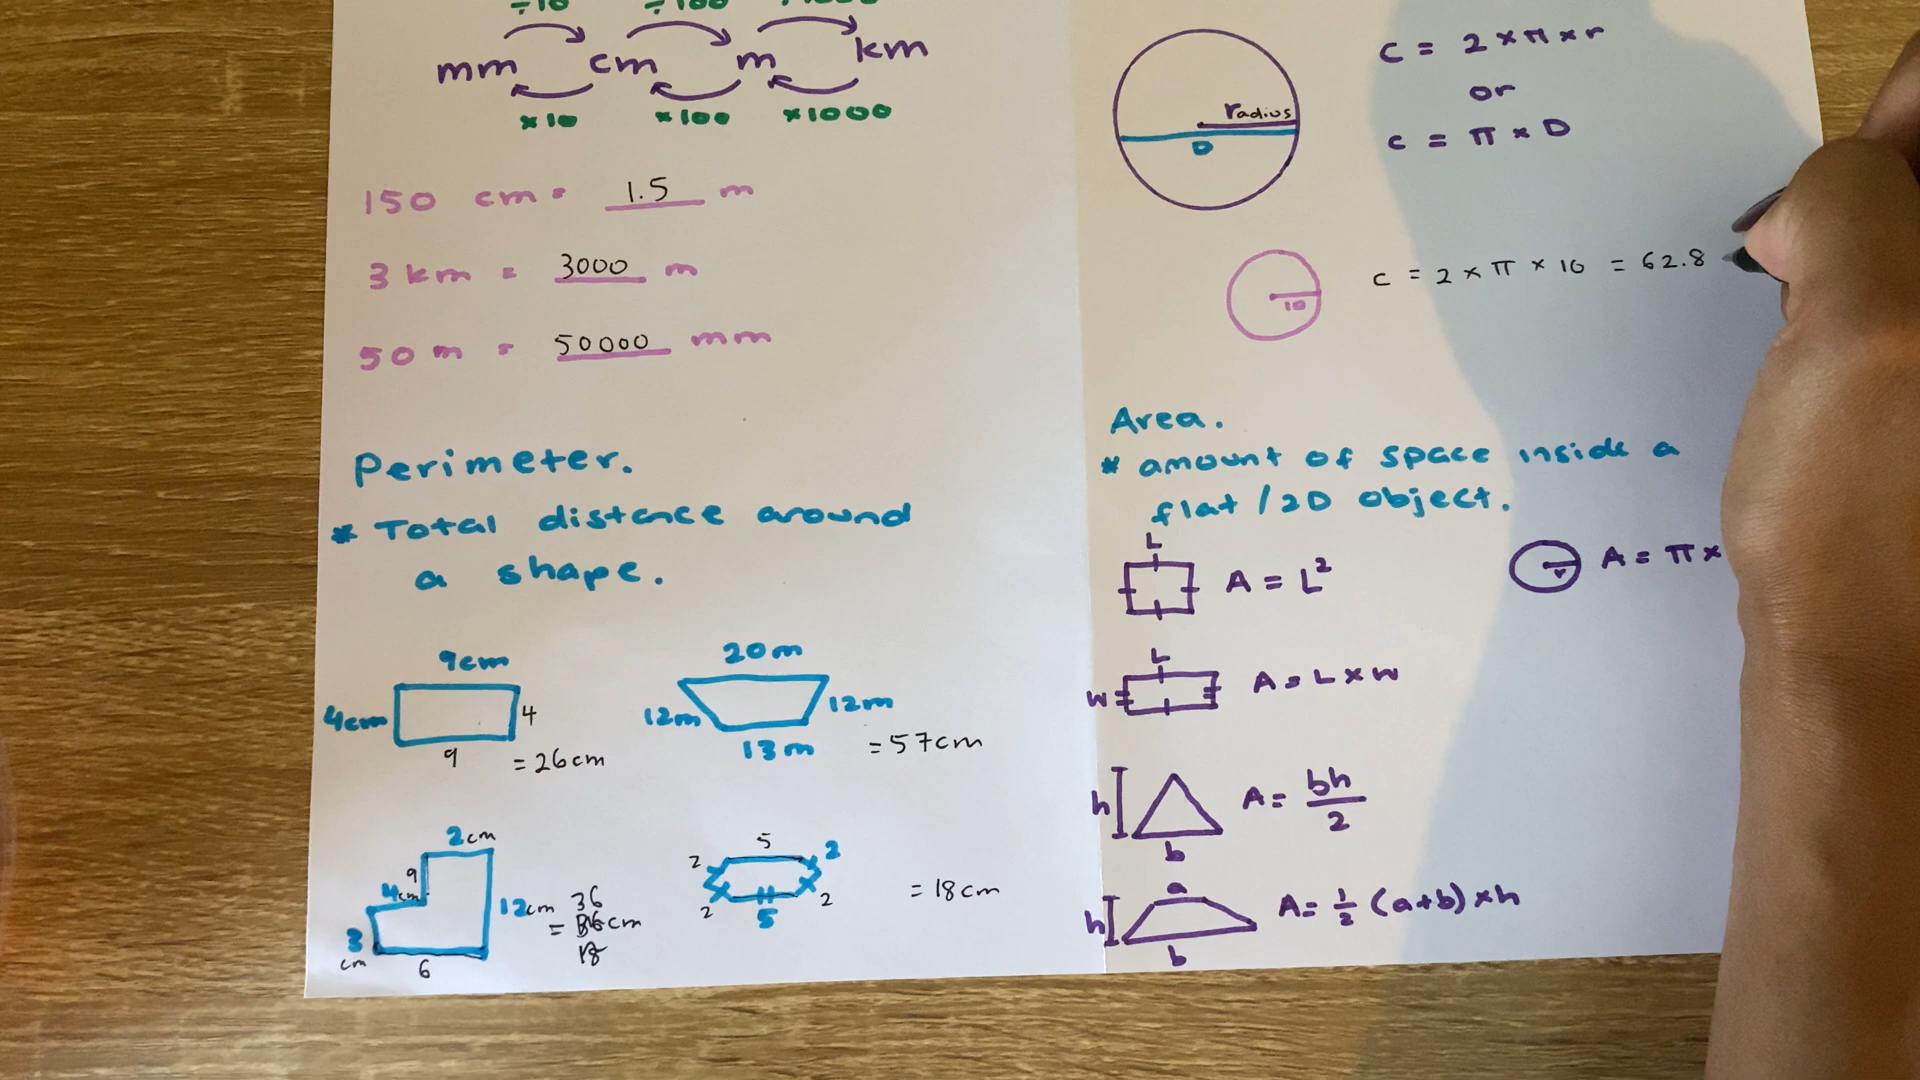 ÷10 ÷100
mm cm m km
×10 ×100 ×1000
150 cm = 1.5 m
3 km = 3000 m
50 m = 50000 mm
Perimeter.
* Total distance around
a shape.
9cm
4cm 4
9 = 26cm
20m
12m 12m
13m = 57cm
2cm
9
4cm
12cm 36
3 =
cm
6 18
5
2 2
2 2
5
= 18cm
C = 2 × π × r
or
C = π × D
radius
D
10
C = 2 × π × 10 = 62.8
Area.
* amount of space inside a
flat / 2D object.
L
A = L²
r A = π ×
L
W A = L × W
h A = bh/2
b
a
h A = 1/2 (a+b) × h
b